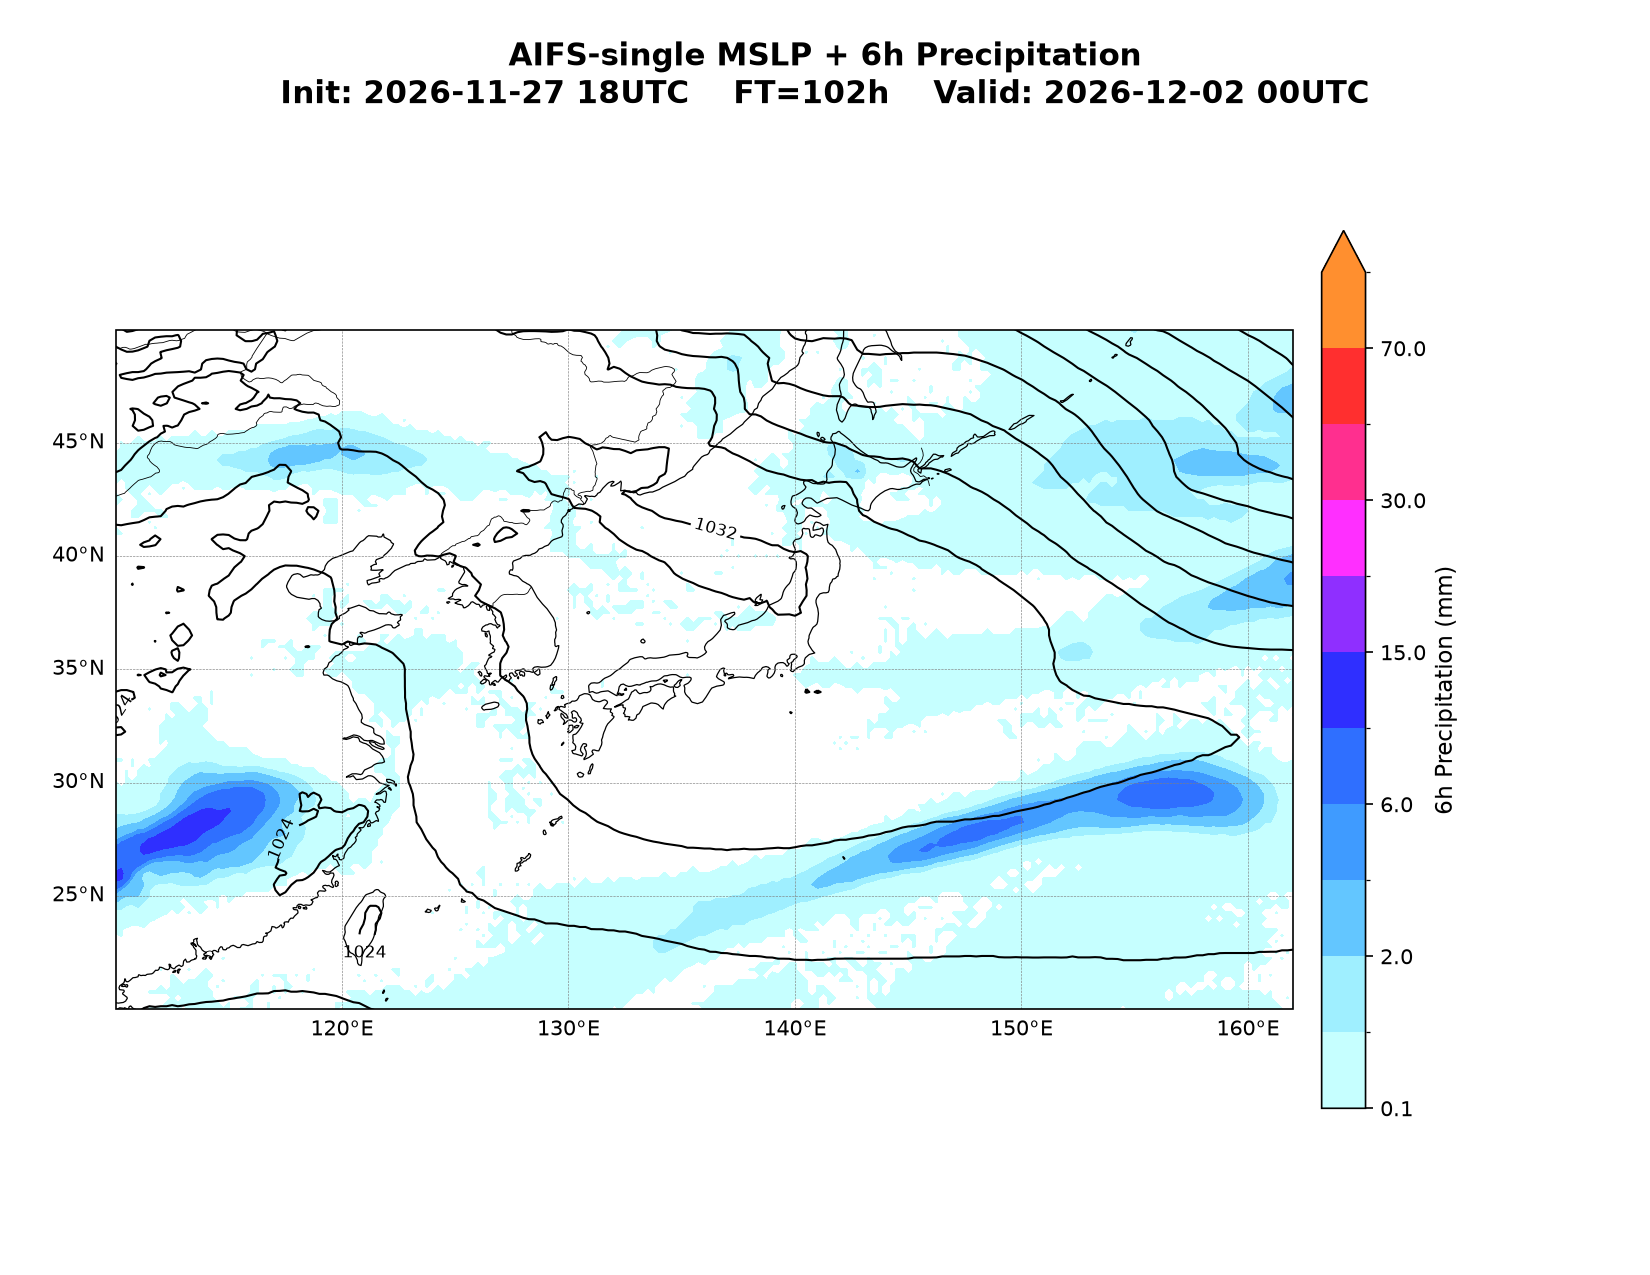 AIFS-single MSLP + 6h Precipitation
Init: 2026-11-27 18UTC    FT=102h    Valid: 2026-12-02 00UTC
45°N
40°N
35°N
30°N
25°N
120°E
130°E
140°E
150°E
160°E
1032
1024
1024
1024
70.0
30.0
15.0
6.0
2.0
0.1
6h Precipitation (mm)